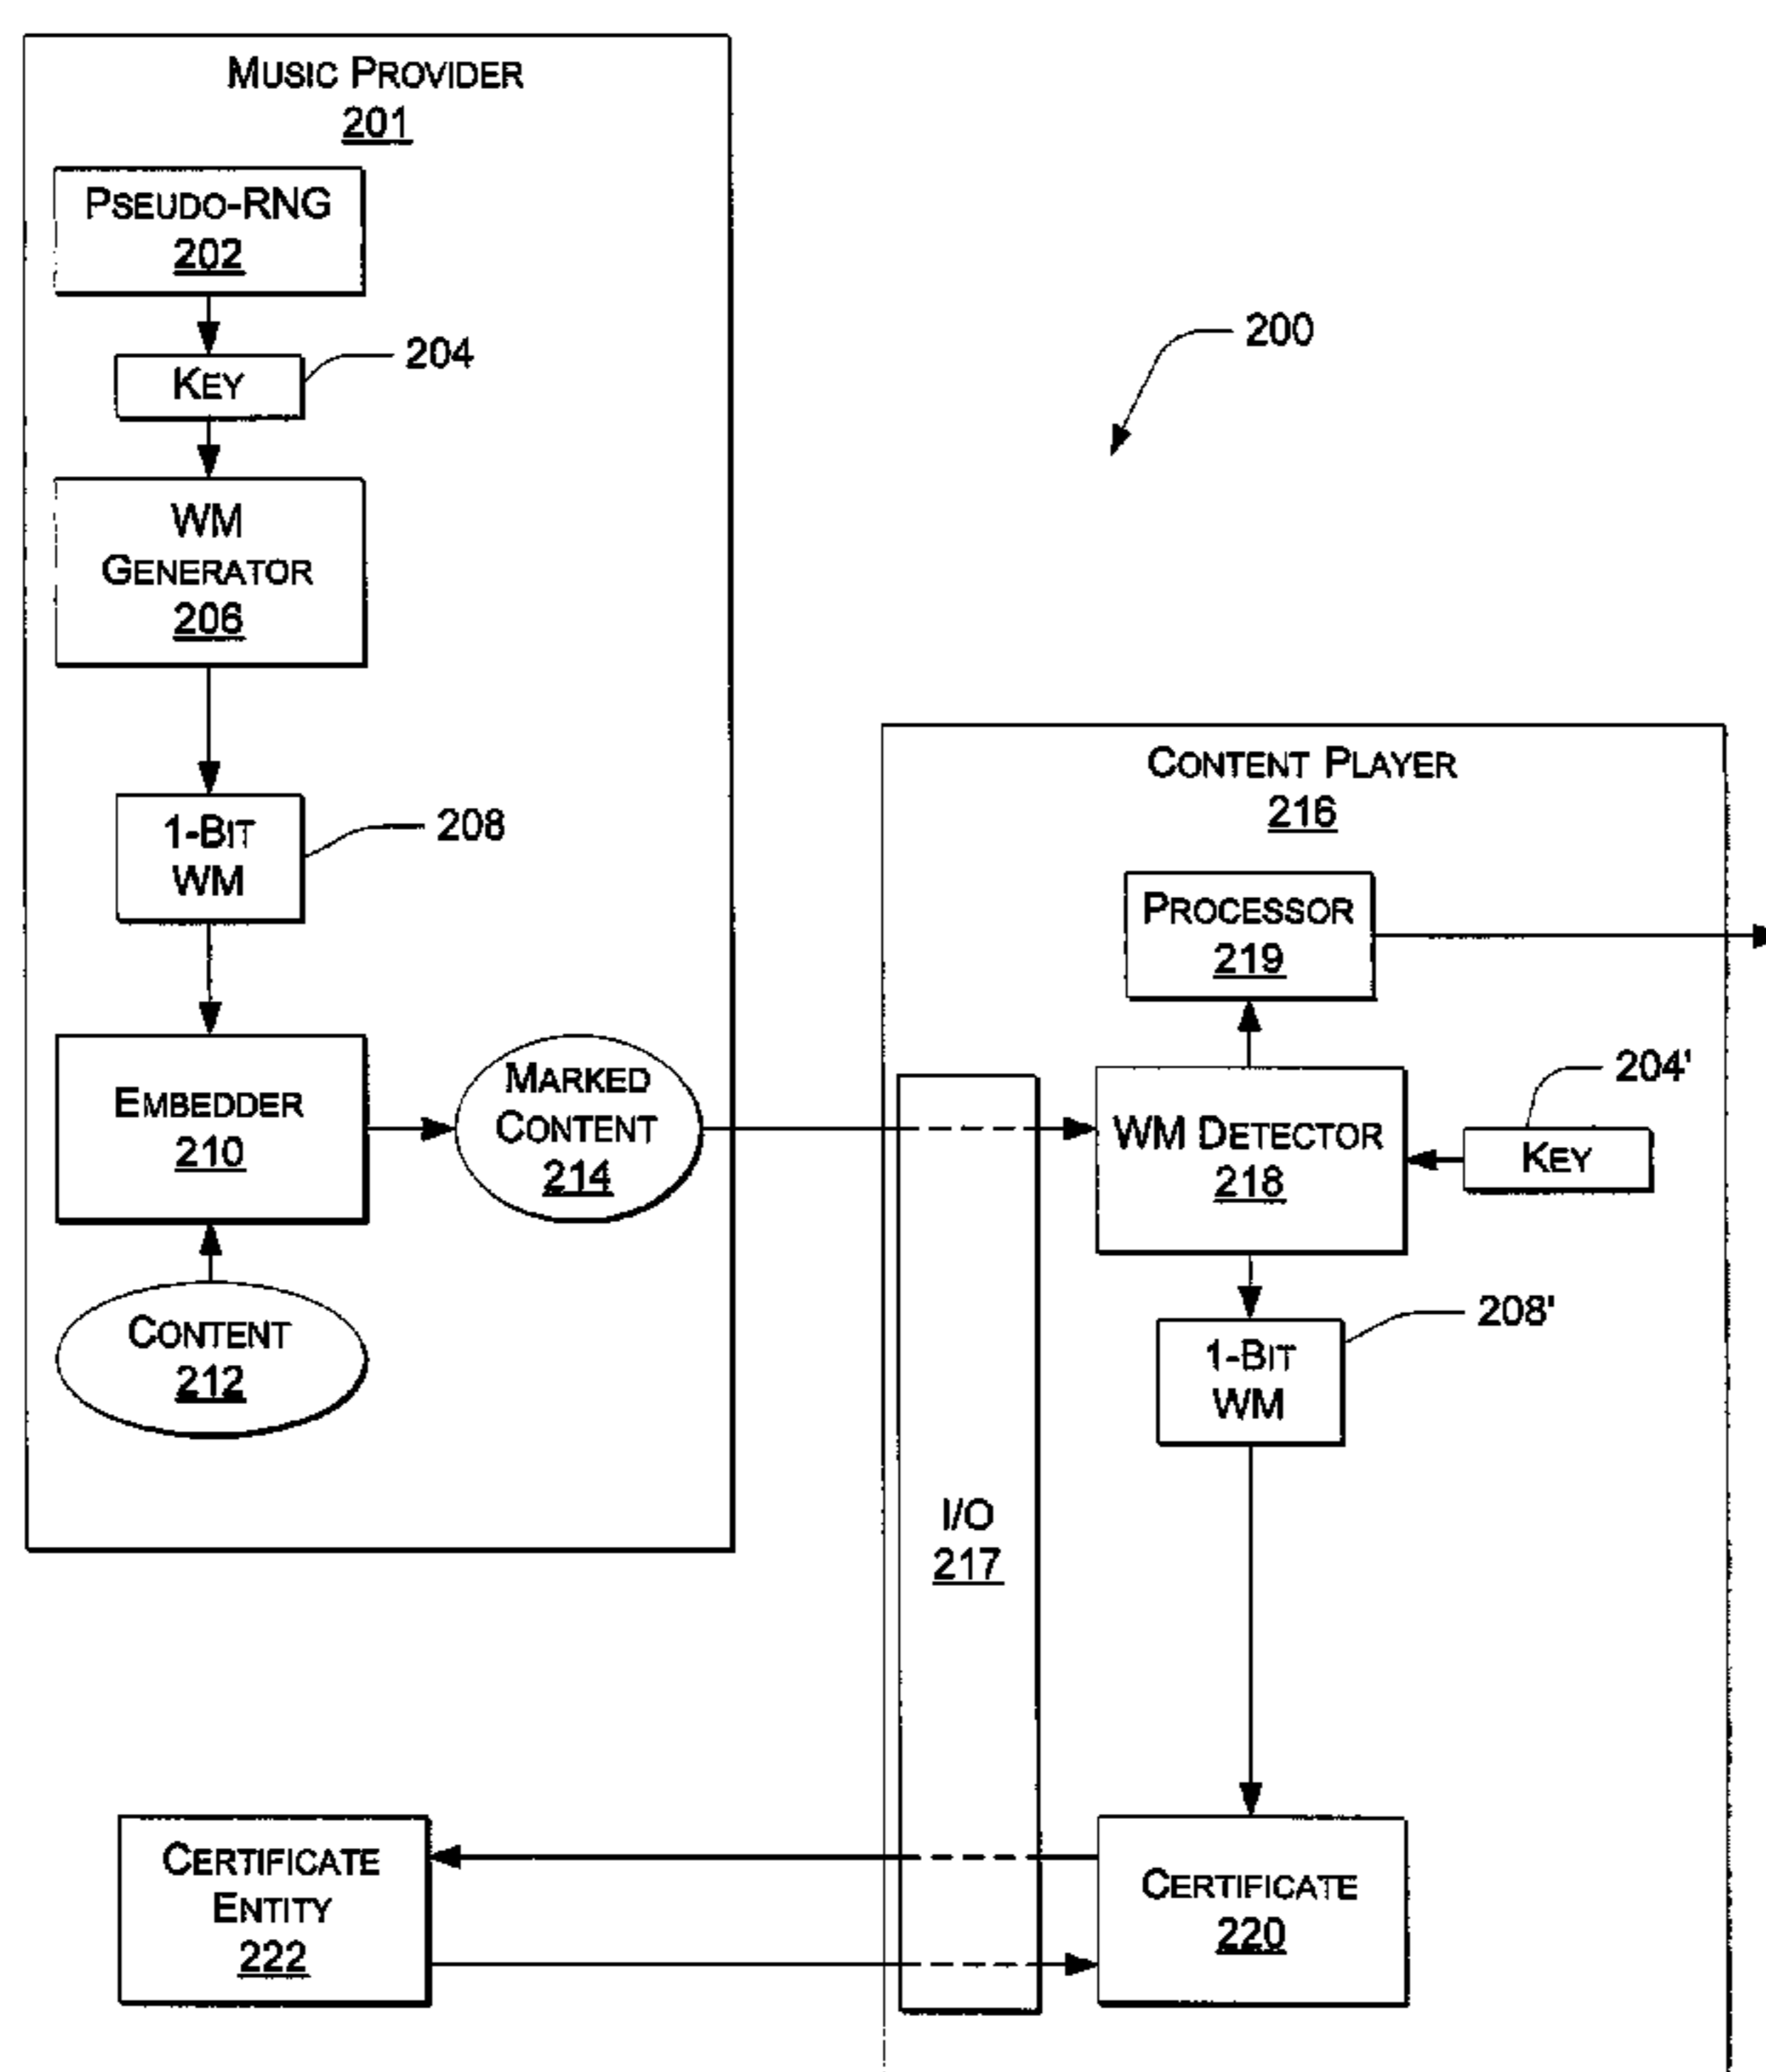 MUSIC PROVIDER
201
PSEUDO-RNG
202
KEY
204
WM
GENERATOR
206
1-BIT
WM
208
EMBEDDER
210
MARKED
CONTENT
214
CONTENT
212
200
CONTENT PLAYER
216
PROCESSOR
219
WM DETECTOR
218
204'
KEY
208'
1-BIT
WM
I/O
217
CERTIFICATE
ENTITY
222
CERTIFICATE
220